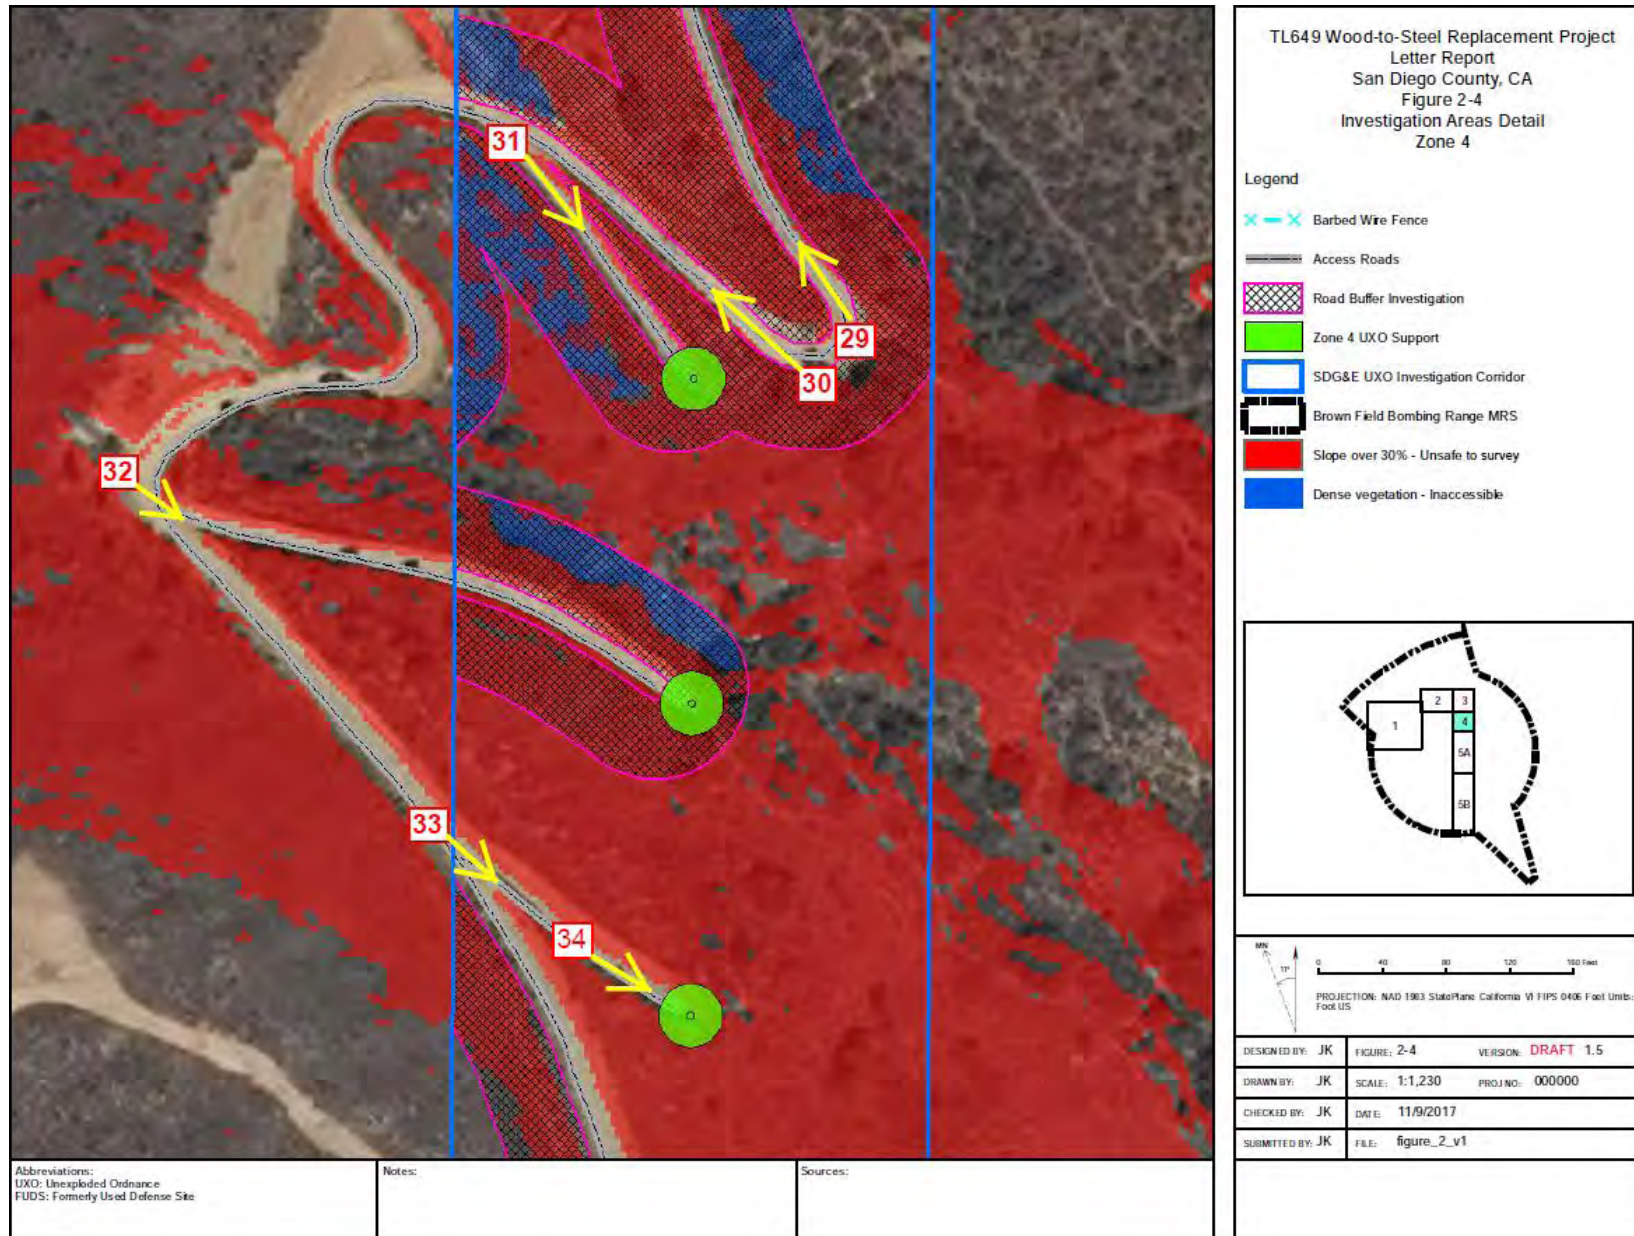 TL649 Wood-to-Steel Replacement Project
Letter Report
San Diego County, CA
Figure 2-4
Investigation Areas Detail
Zone 4
Legend
Barbed Wire Fence
Access Roads
Road Buffer Investigation
Zone 4 UXO Support
SDG&E UXO Investigation Corridor
Brown Field Bombing Range MRS
Slope over 30% - Unsafe to survey
Dense vegetation - Inaccessible
31
29
30
32
33
34
2
3
1
4
5A
5B
MN
11°
0 40 80 120 160 Feet
PROJECTION: NAD 1983 StatePlane California VI FIPS 0406 Feet Units:
Foot US
DESIGNED BY: JK
FIGURE: 2-4
VERSION: DRAFT 1.5
DRAWN BY: JK
SCALE: 1:1,230
PROJ NO: 000000
CHECKED BY: JK
DATE: 11/9/2017
SUBMITTED BY: JK
FILE: figure_2_v1
Abbreviations:
UXO: Unexploded Ordnance
FUDS: Formerly Used Defense Site
Notes:
Sources: